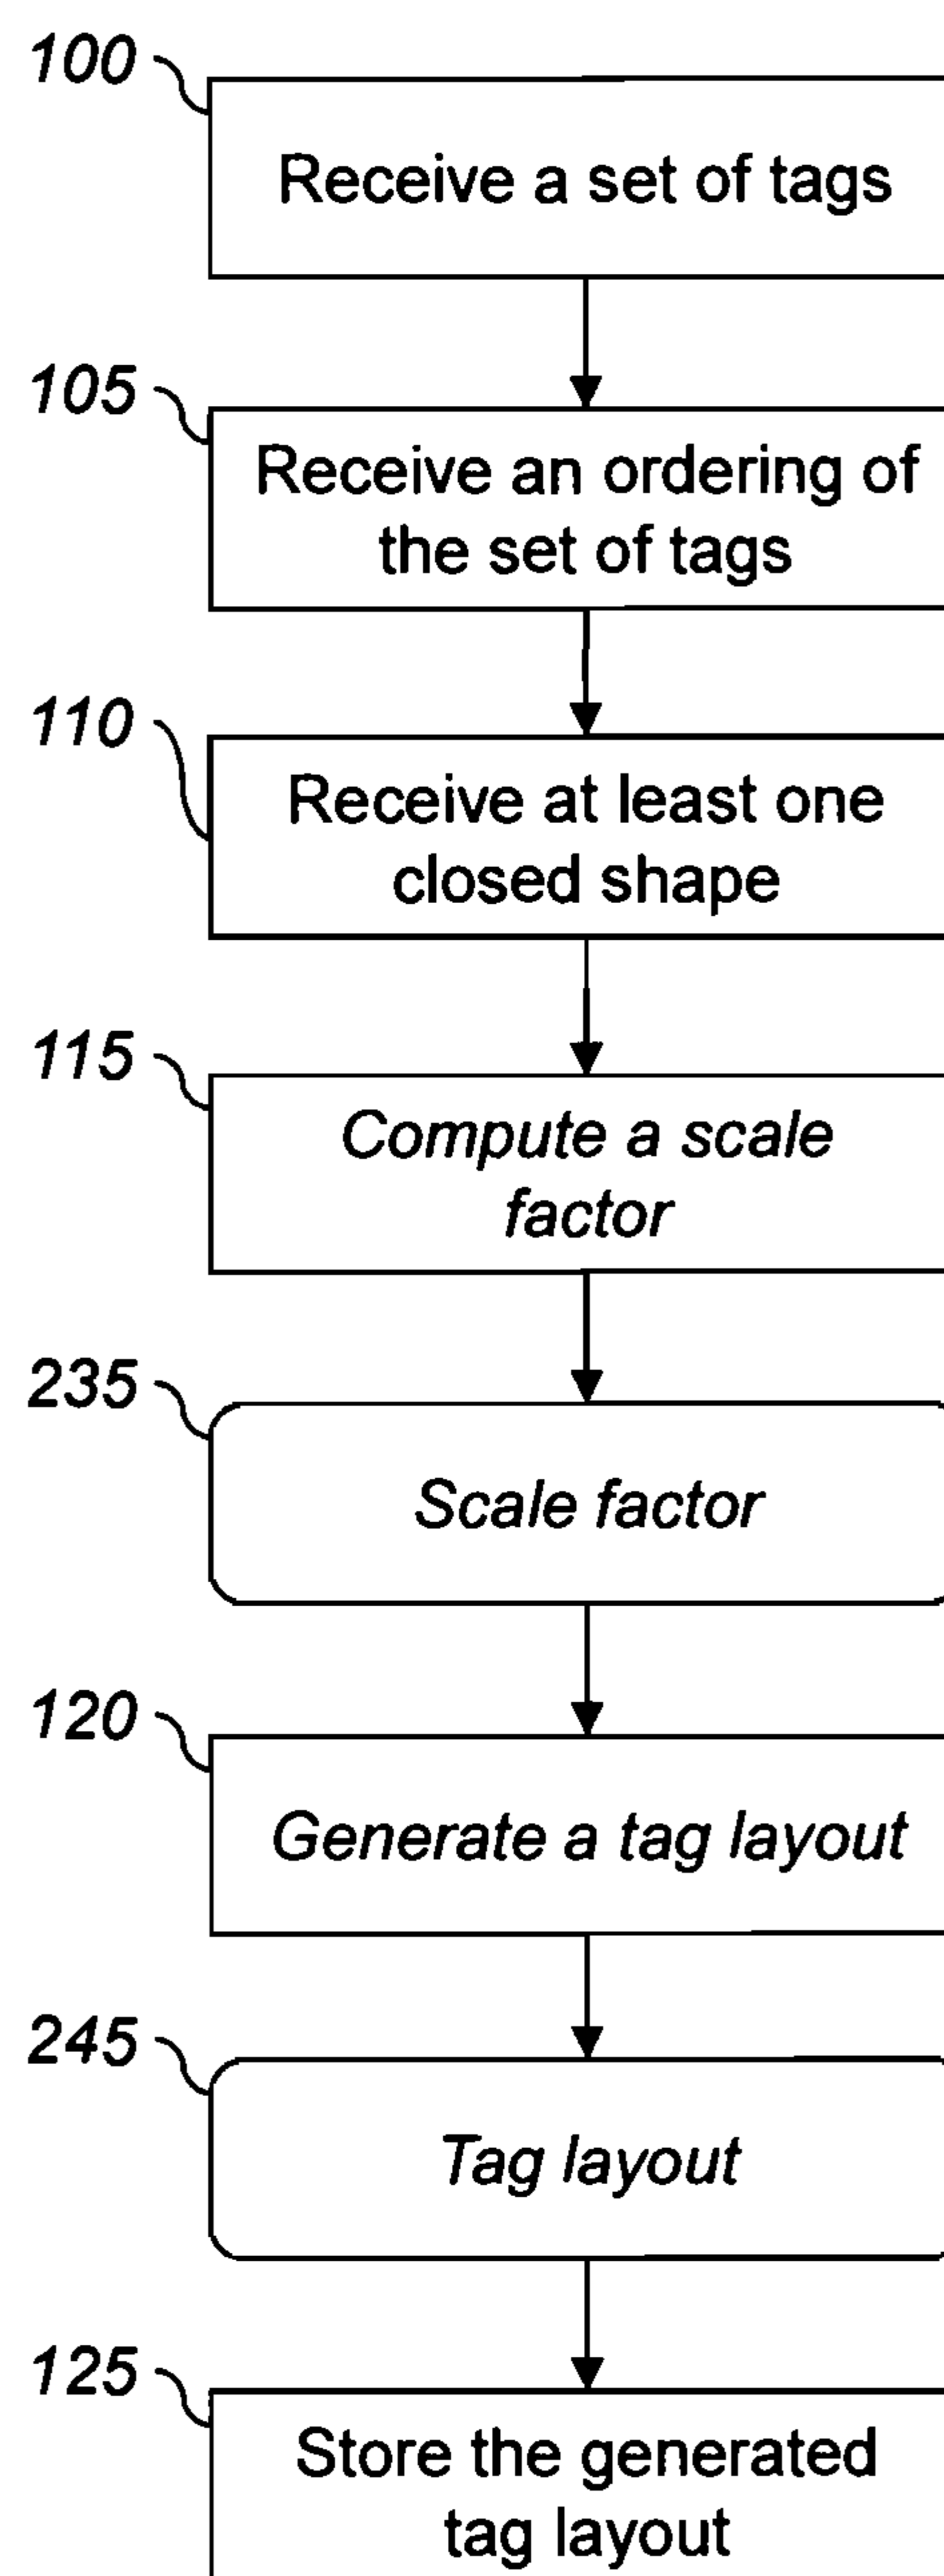 100
Receive a set of tags
105
Receive an ordering of
the set of tags
110
Receive at least one
closed shape
115
Compute a scale
factor
235
Scale factor
120
Generate a tag layout
245
Tag layout
125
Store the generated
tag layout